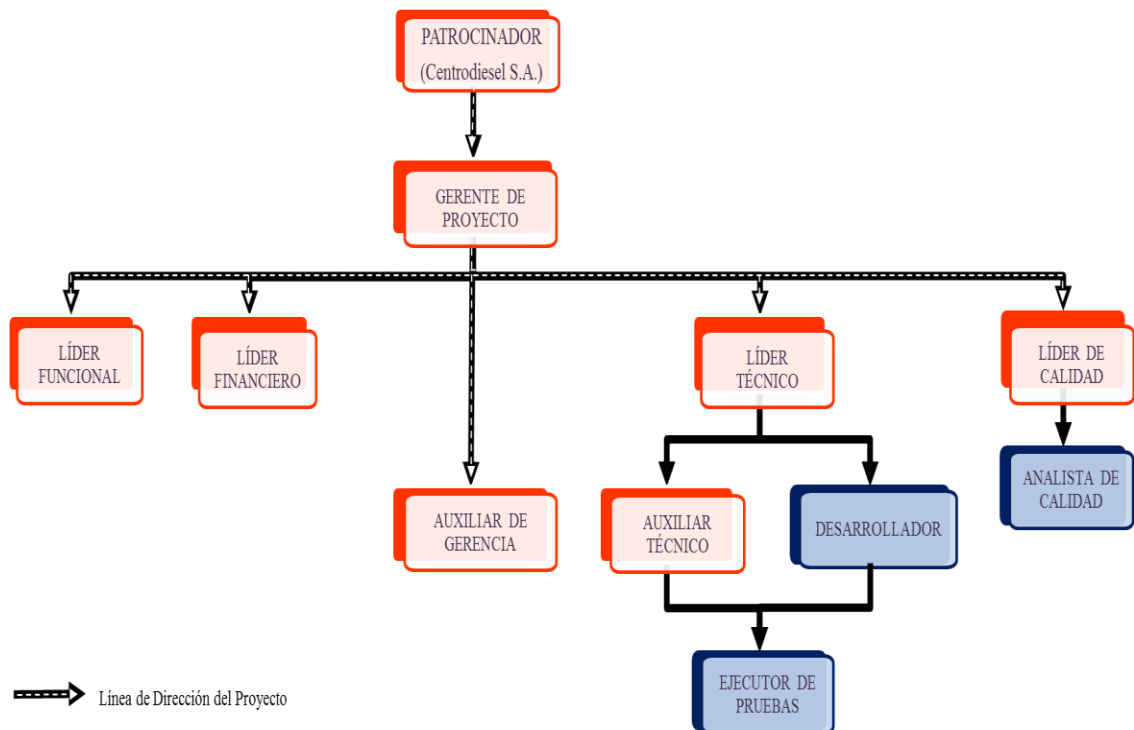 PATROCINADOR
(Centrodiesel S.A.)
GERENTE DE
PROYECTO
LÍDER
FUNCIONAL
LÍDER
FINANCIERO
LÍDER
TÉCNICO
LÍDER DE
CALIDAD
AUXILIAR DE
GERENCIA
AUXILIAR
TÉCNICO
DESARROLLADOR
ANALISTA DE
CALIDAD
EJECUTOR DE
PRUEBAS
Línea de Dirección del Proyecto